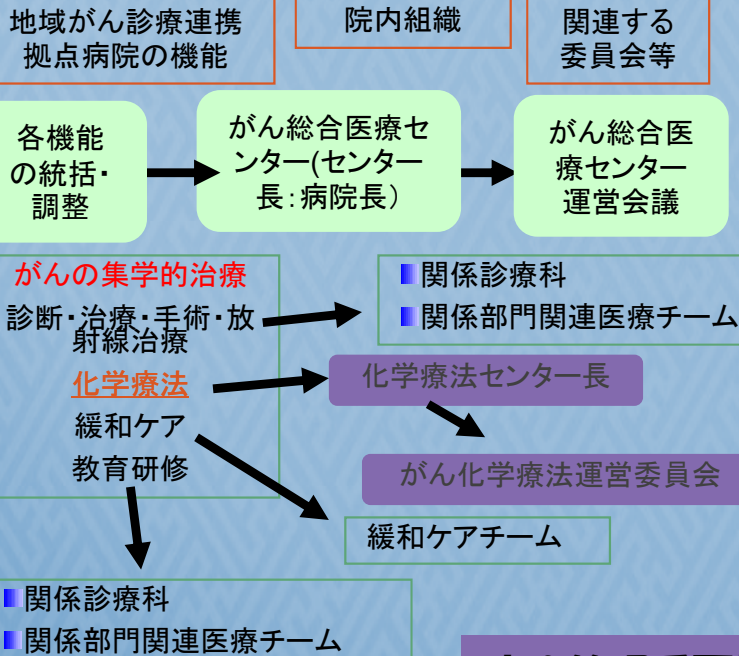 地域がん診療連携
拠点病院の機能
院内組織
関連する
委員会等
各機能
の統括・
調整
がん総合医療セ
ンター(センター
長:病院長）
がん総合医
療センター
運営会議
がんの集学的治療
診断・治療・手術・放
射線治療
化学療法
緩和ケア
教育研修
関係診療科
関係部門関連医療チーム
化学療法センター長
がん化学療法運営委員会
緩和ケアチーム
関係診療科
関係部門関連医療チーム